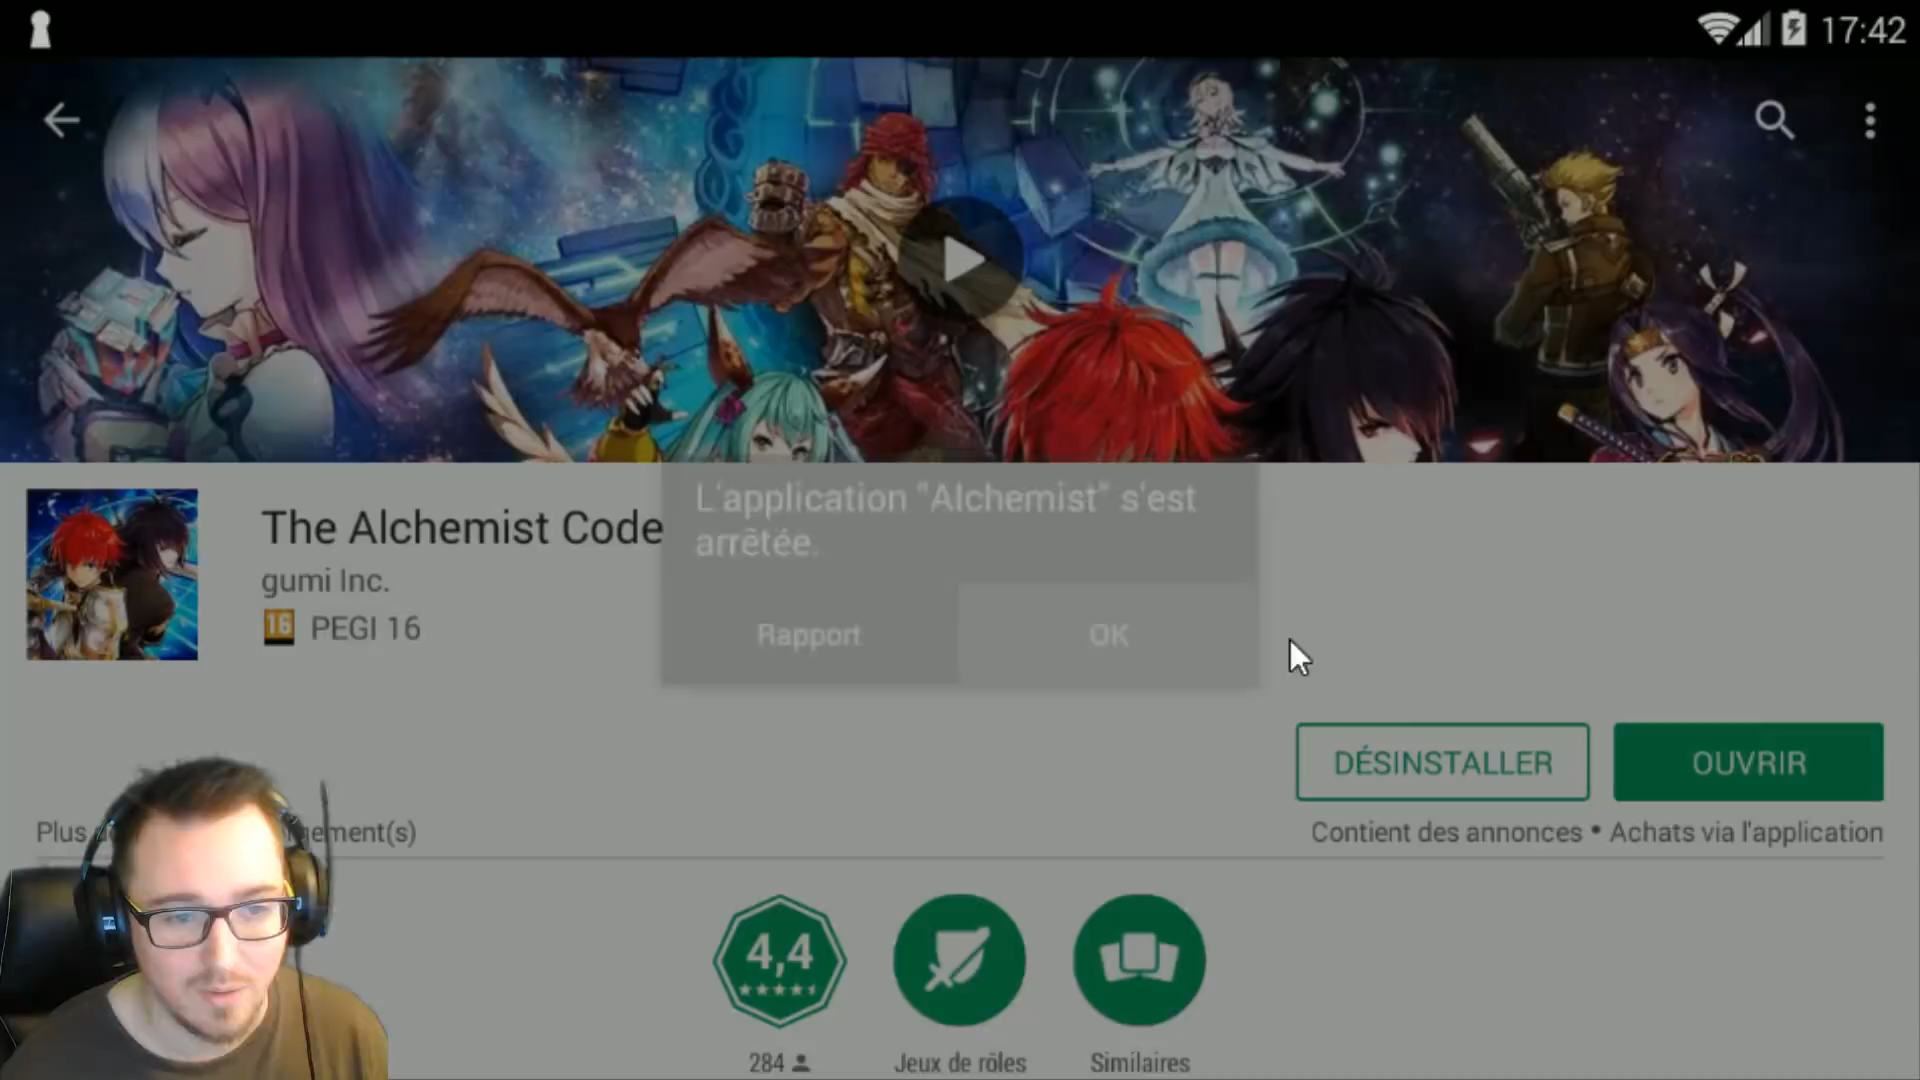 17:42
The Alchemist Code
gumi Inc.
16 PEGI 16
L'application "Alchemist" s'est
arrêtée.
Rapport
OK
DÉSINSTALLER
OUVRIR
Plus
gement(s)
Contient des annonces • Achats via l'application
4,4
284
Jeux de rôles
Similaires